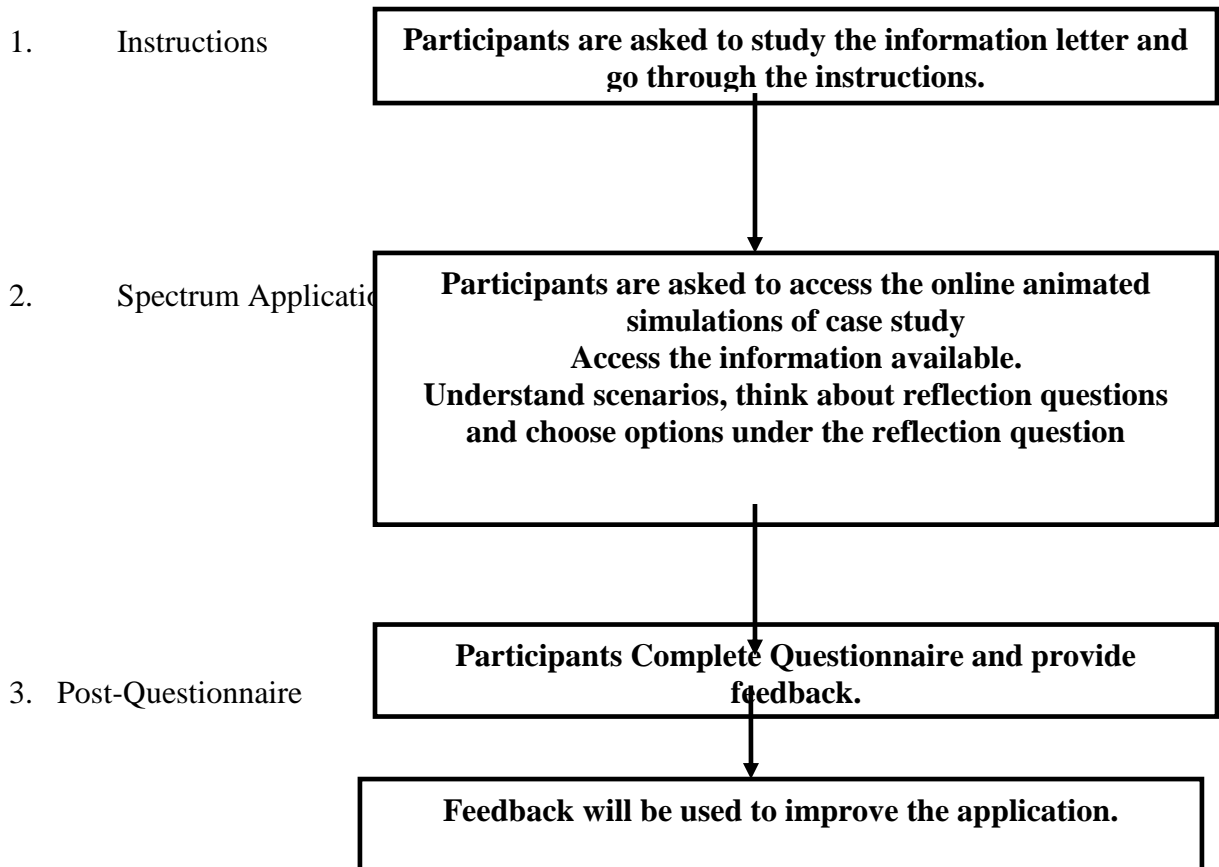 1. Instructions
Participants are asked to study the information letter and
go through the instructions.
2. Spectrum Applicatio
Participants are asked to access the online animated
simulations of case study
Access the information available.
Understand scenarios, think about reflection questions
and choose options under the reflection question
3. Post-Questionnaire
Participants Complete Questionnaire and provide
feedback.
Feedback will be used to improve the application.